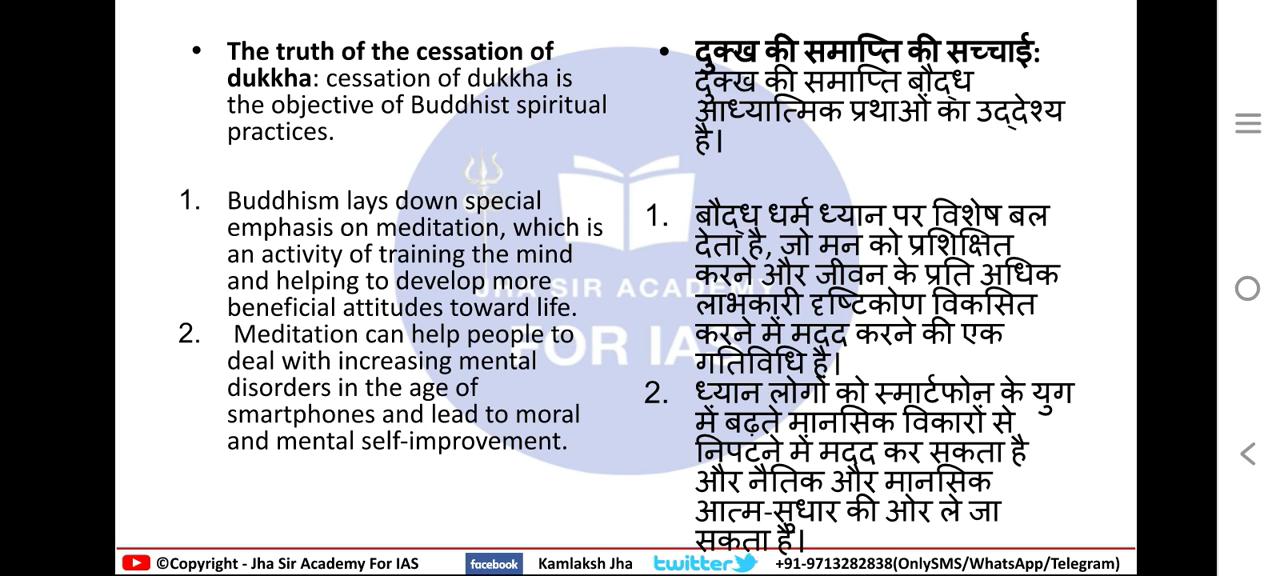 • The truth of the cessation of
dukkha: cessation of dukkha is
the objective of Buddhist spiritual
practices.
1. Buddhism lays down special
emphasis on meditation, which is
an activity of training the mind
and helping to develop more
beneficial attitudes toward life.
2. Meditation can help people to
deal with increasing mental
disorders in the age of
smartphones and lead to moral
and mental self-improvement.
• दुक्ख की समाप्ति की सच्चाई:
दुक्ख की समाप्ति बौद्ध
आध्यात्मिक प्रथाओं का उद्देश्य
है।
1. बौद्ध धर्म ध्यान पर विशेष बल
देता है, जो मन को प्रशिक्षित
करने और जीवन के प्रति अधिक
लाभकारी दृष्टिकोण विकसित
करने में मदद करने की एक
गतिविधि है।
2. ध्यान लोगों को स्मार्टफोन के युग
में बढ़ते मानसिक विकारों से
निपटने में मदद कर सकता है
और नैतिक और मानसिक
आत्म-सुधार की ओर ले जा
सकता है।
JHA SIR ACADEMY
FOR IAS
©Copyright - Jha Sir Academy For IAS facebook Kamlaksh Jha twitter +91-9713282838(OnlySMS/WhatsApp/Telegram)